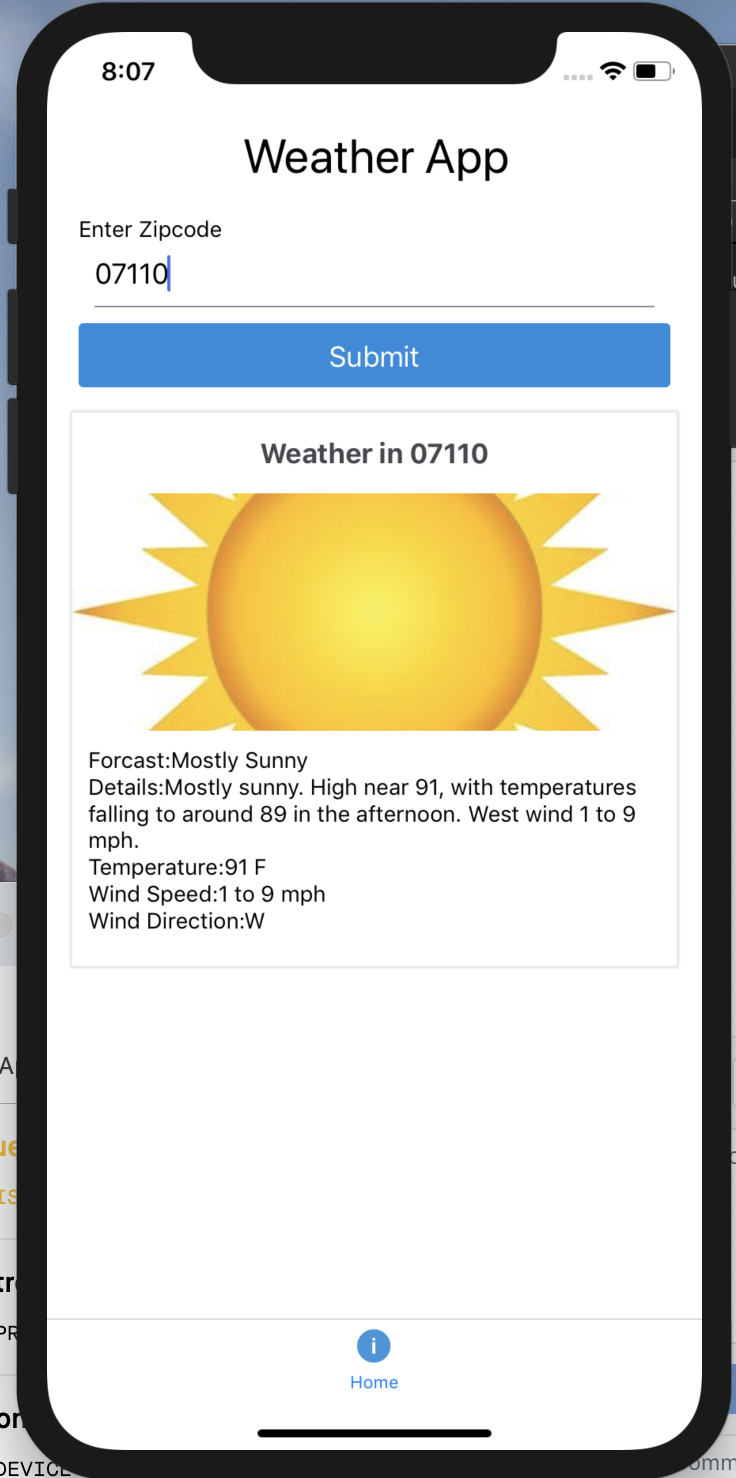 8:07
Weather App
Enter Zipcode
07110
Submit
Weather in 07110
Forcast:Mostly Sunny
Details:Mostly sunny. High near 91, with temperatures
falling to around 89 in the afternoon. West wind 1 to 9
mph.
Temperature:91 F
Wind Speed:1 to 9 mph
Wind Direction:W
i
Home
DEVICE